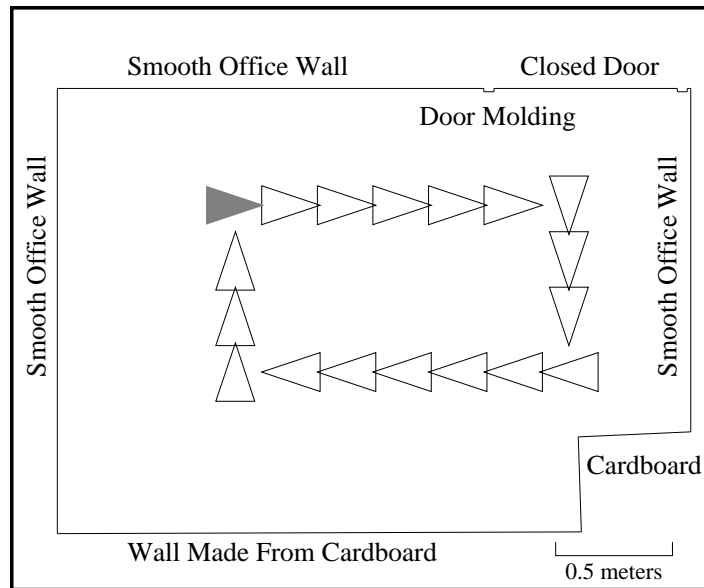 Smooth Office Wall
Closed Door
Door Molding
Smooth Office Wall
Smooth Office Wall
Cardboard
Wall Made From Cardboard
0.5 meters